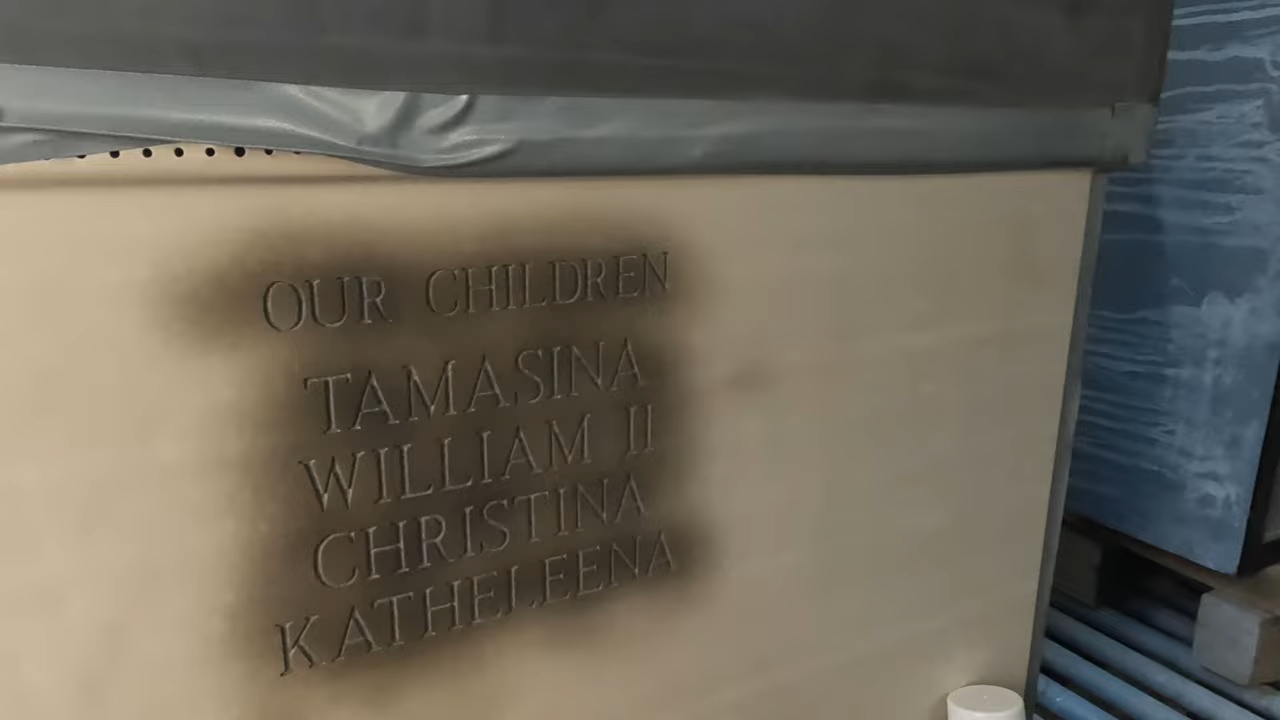 OUR CHILDREN
TAMASINA
WILLIAM II
CHRISTINA
KATHELEENA